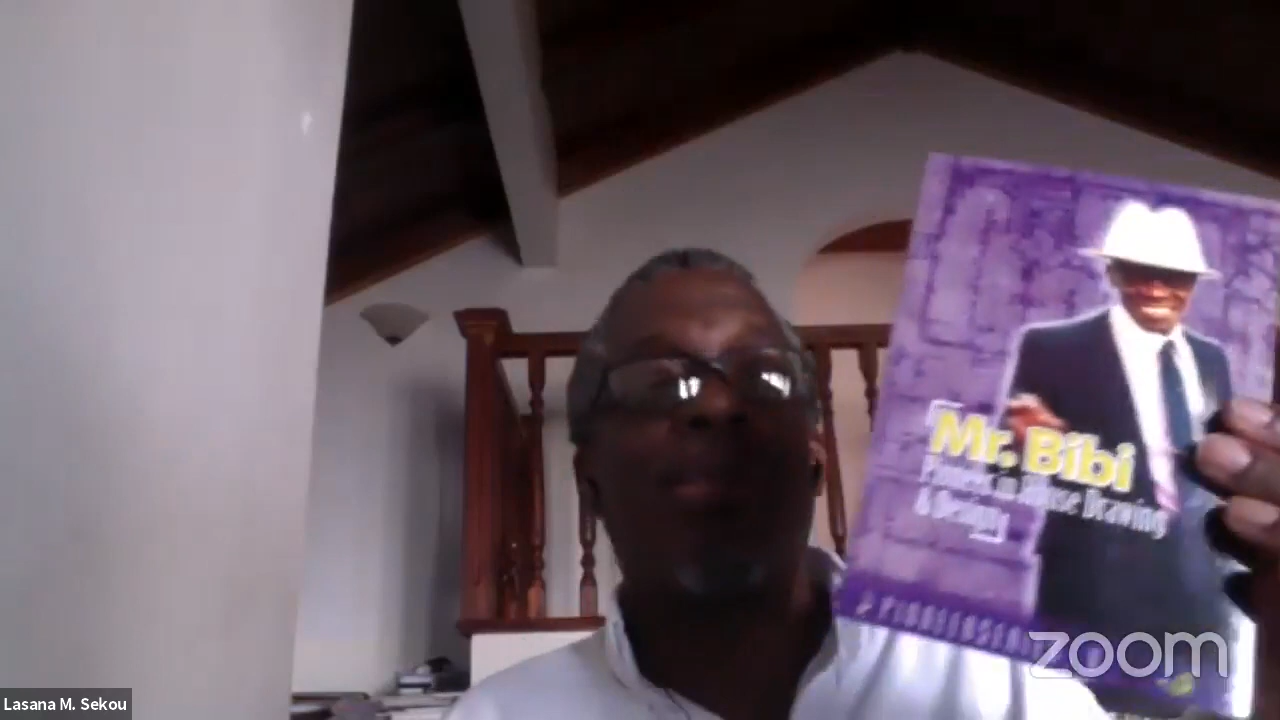 Mr. Bibi
Pioneer in House Drawing
& Design
zoom
Lasana M. Sekou